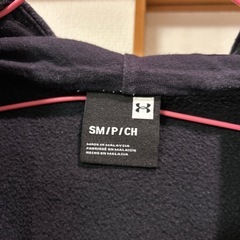 SM/P/CH
MADE IN MALAYSIA
FABRIQUÉ EN MALAISIE
HECHO EN MALASIA